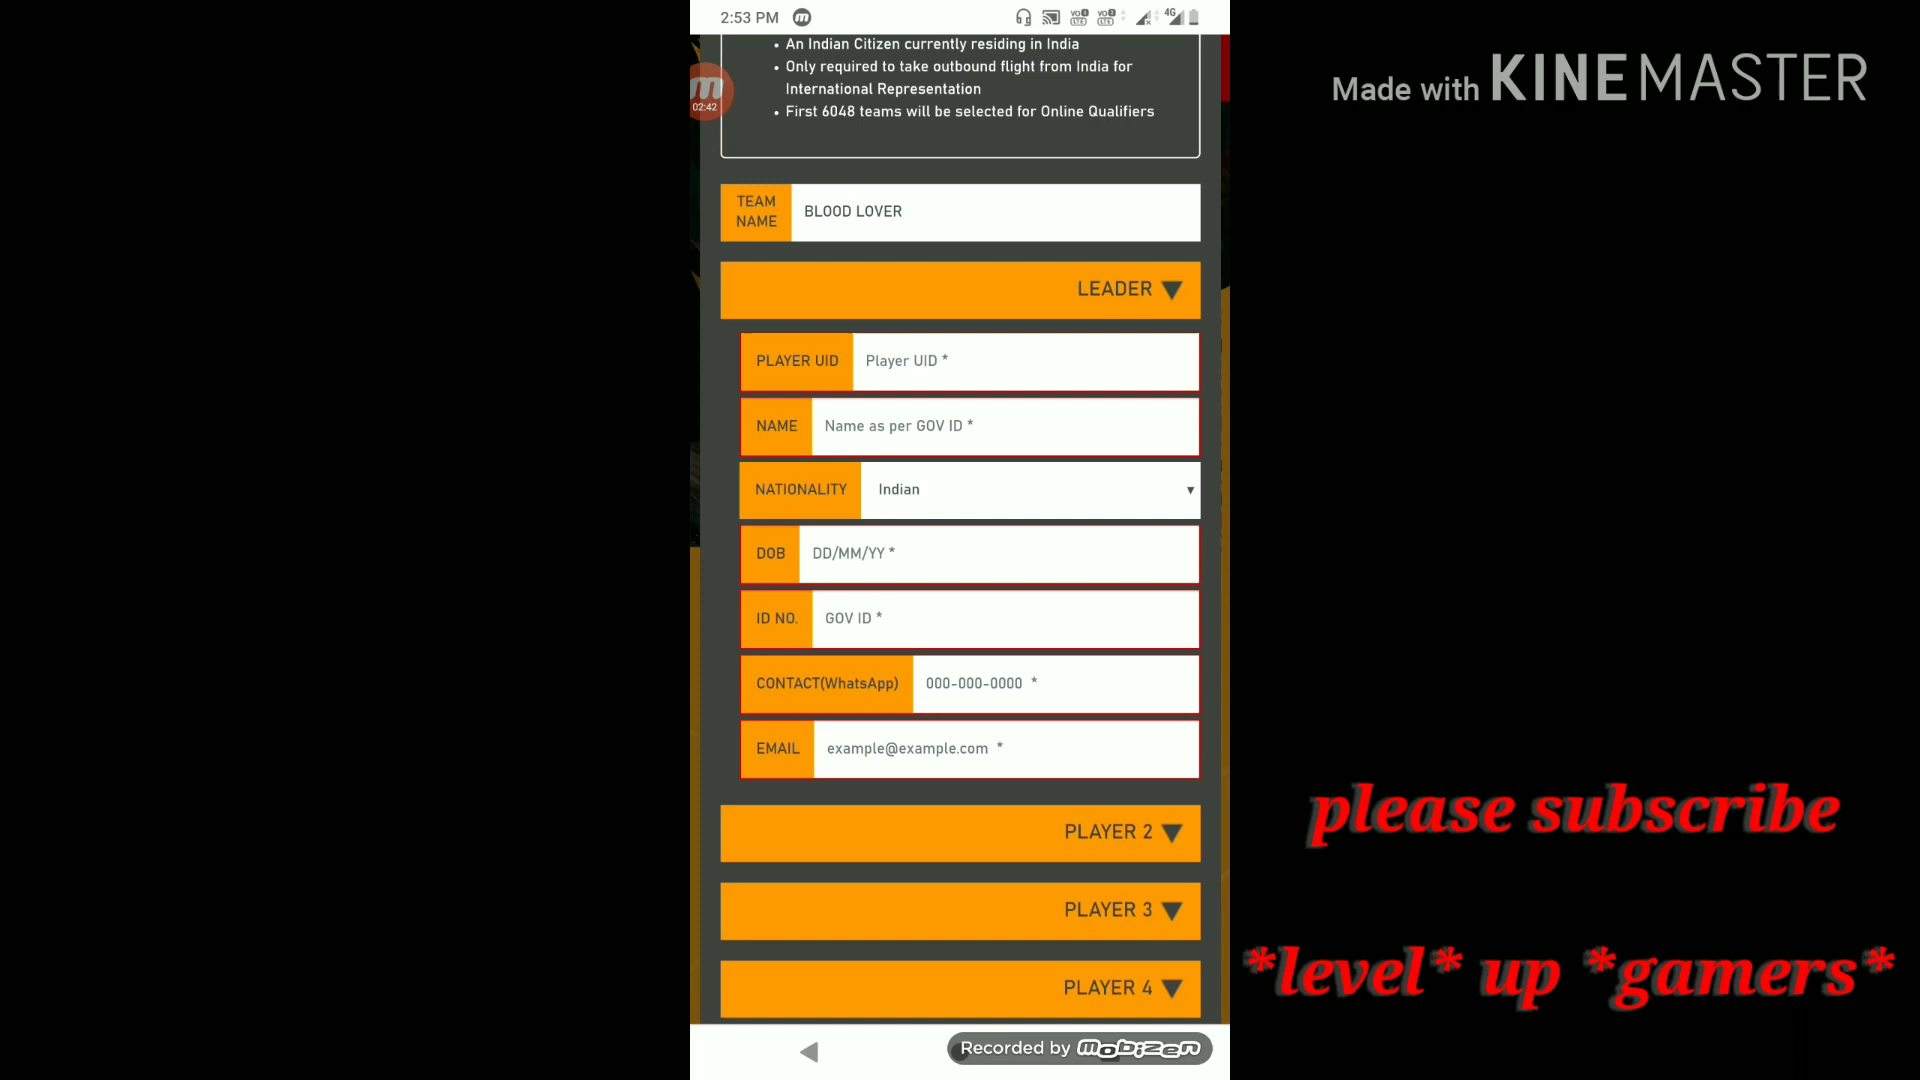 2:53 PM
4G
• An Indian Citizen currently residing in India
• Only required to take outbound flight from India for
International Representation
• First 6048 teams will be selected for Online Qualifiers
02:42
Made with KINEMASTER
TEAM
NAME
BLOOD LOVER
LEADER
PLAYER UID
Player UID *
NAME
Name as per GOV ID *
NATIONALITY
Indian
DOB
DD/MM/YY *
ID NO.
GOV ID *
CONTACT(WhatsApp)
000-000-0000 *
EMAIL
example@example.com *
PLAYER 2
PLAYER 3
PLAYER 4
please subscribe
*level* up *gamers*
Recorded by mobizen